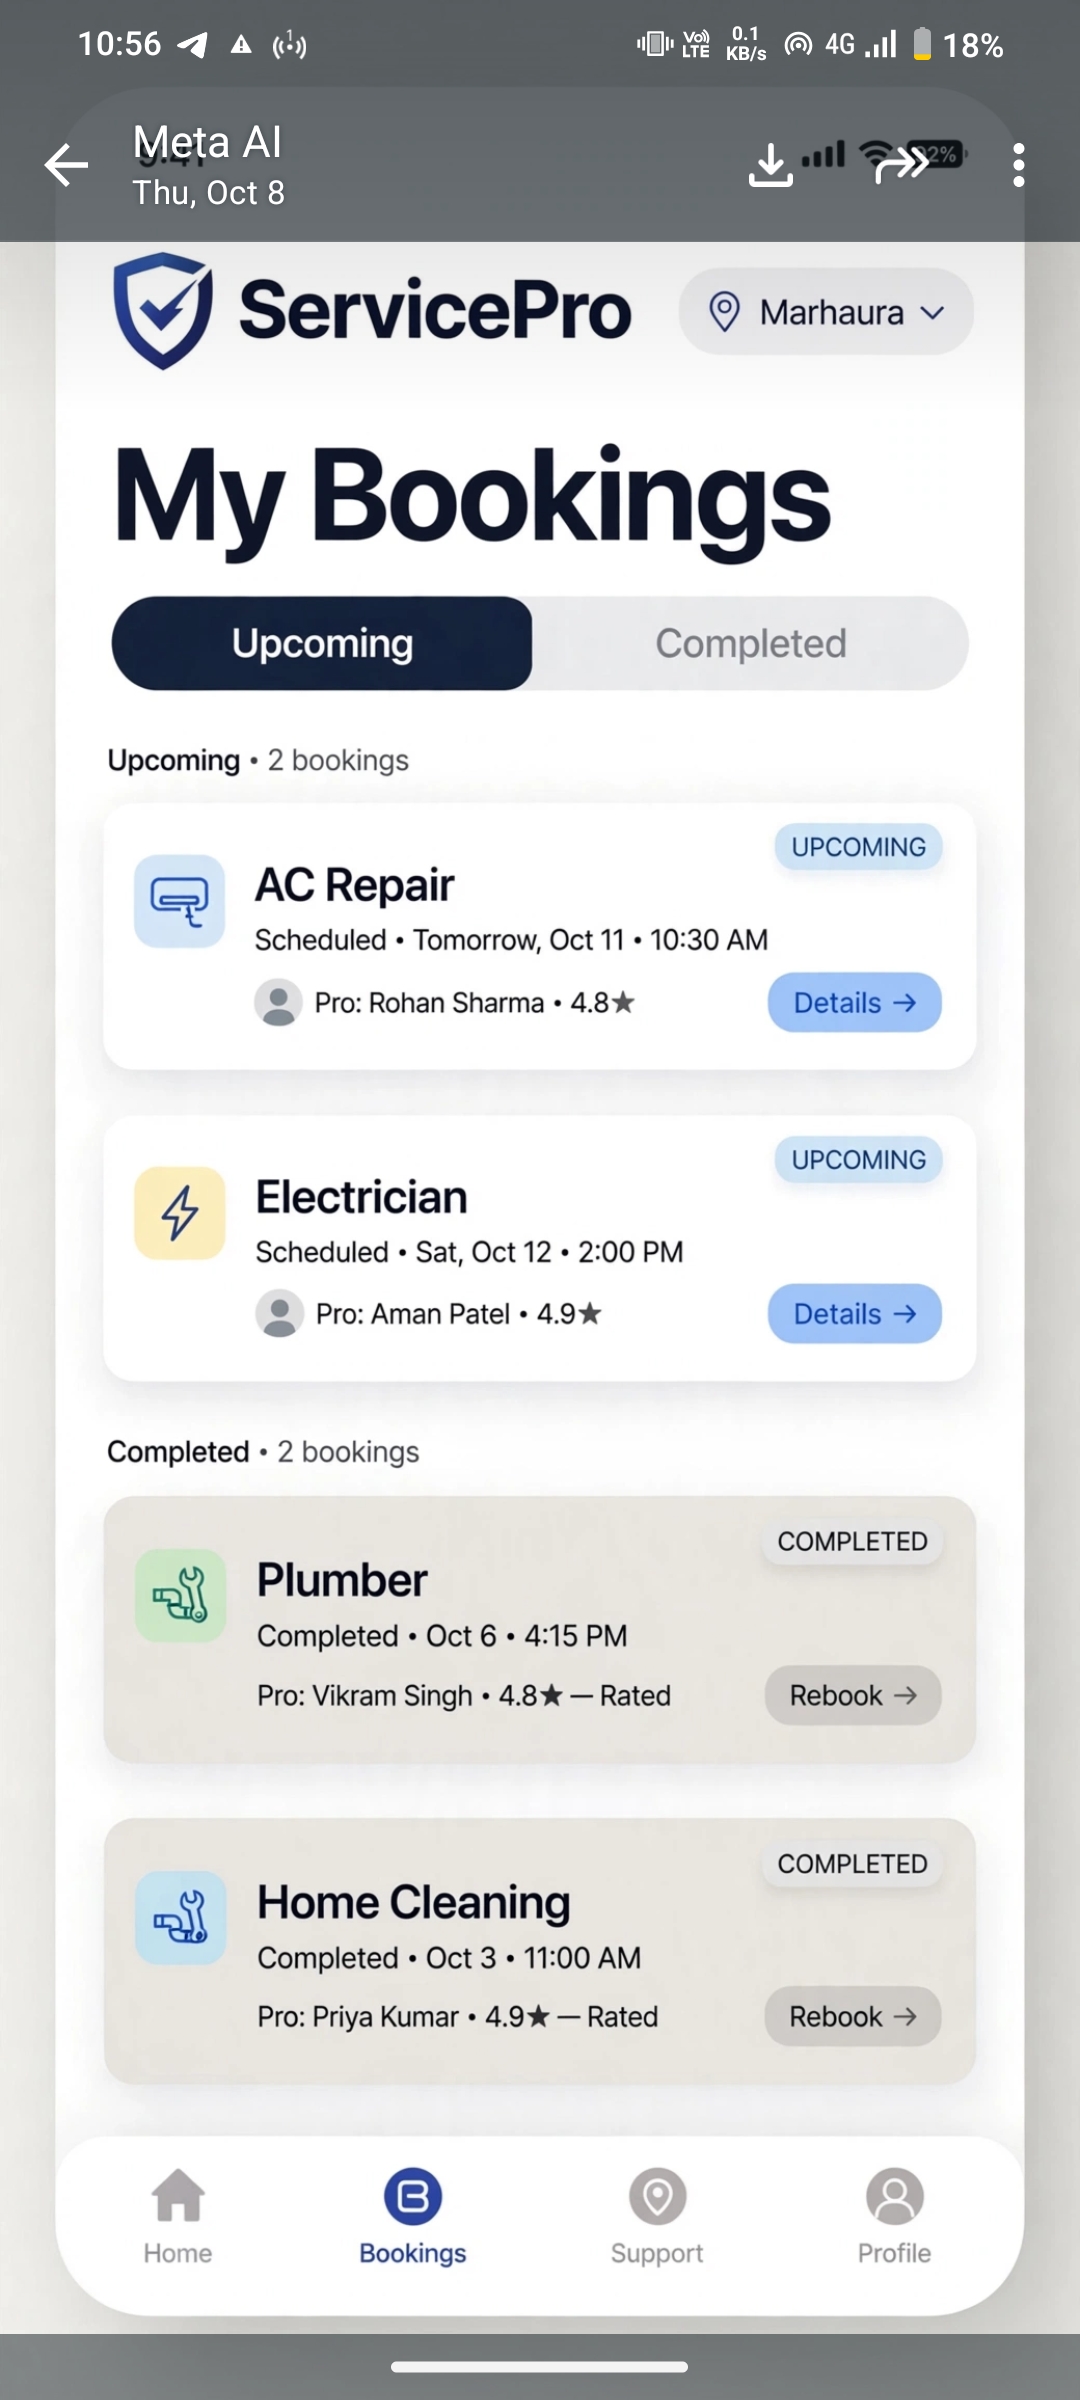 10:56
VoLTE 0.1 KB/s 4G 18%
Meta AI
9:41
92%
Thu, Oct 8
ServicePro
Marhaura
My Bookings
Upcoming
Completed
Upcoming • 2 bookings
UPCOMING
AC Repair
Scheduled • Tomorrow, Oct 11 • 10:30 AM
Pro: Rohan Sharma • 4.8★
Details →
UPCOMING
Electrician
Scheduled • Sat, Oct 12 • 2:00 PM
Pro: Aman Patel • 4.9★
Details →
Completed • 2 bookings
COMPLETED
Plumber
Completed • Oct 6 • 4:15 PM
Pro: Vikram Singh • 4.8★ — Rated
Rebook →
COMPLETED
Home Cleaning
Completed • Oct 3 • 11:00 AM
Pro: Priya Kumar • 4.9★ — Rated
Rebook →
Home
Bookings
Support
Profile